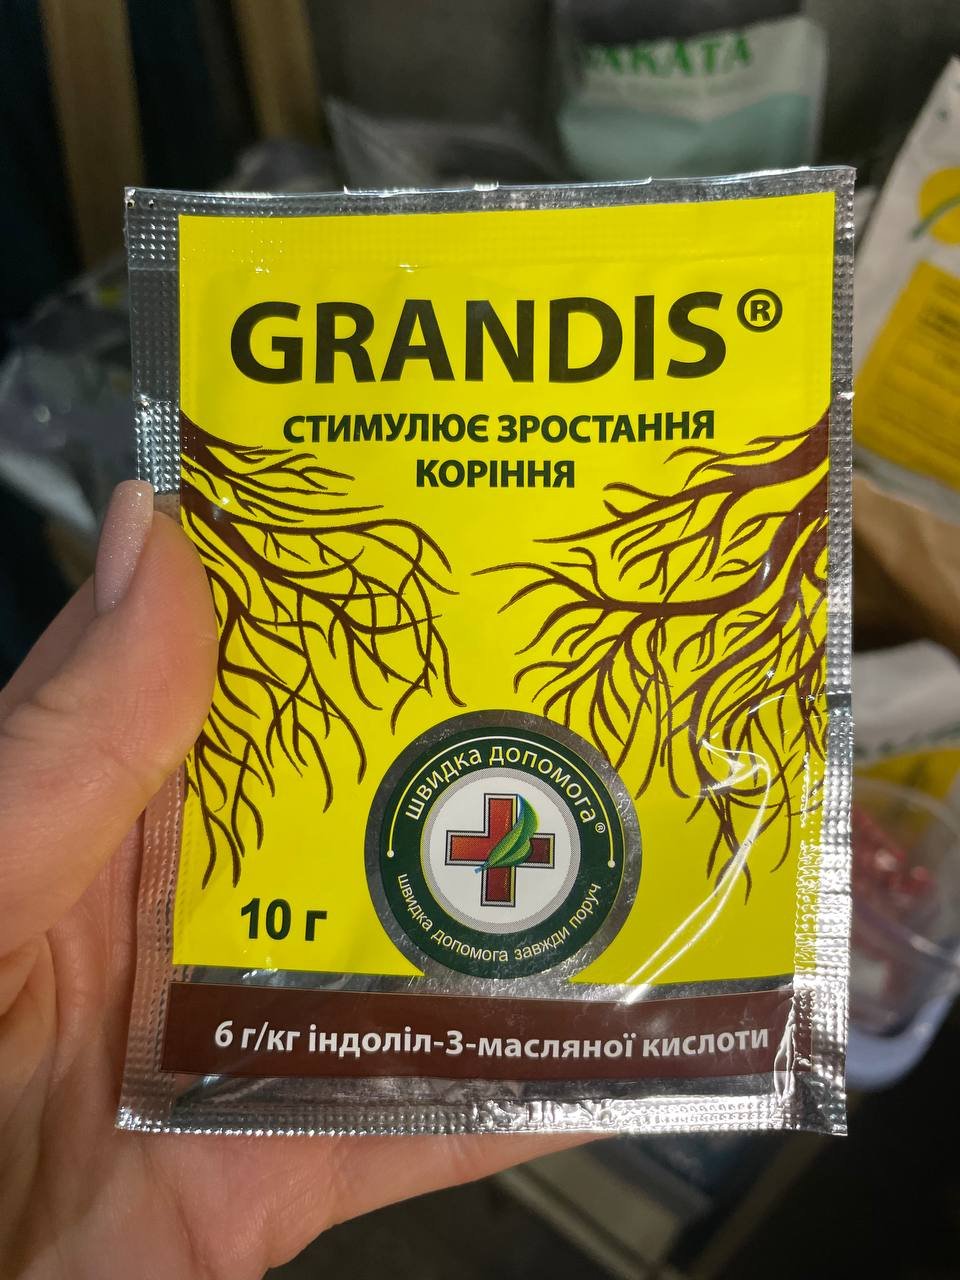 GRANDIS®
СТИМУЛЮЄ ЗРОСТАННЯ
КОРІННЯ
швидка допомога®
швидка допомога завжди поруч
10 г
6 г/кг індоліл-3-масляної кислоти